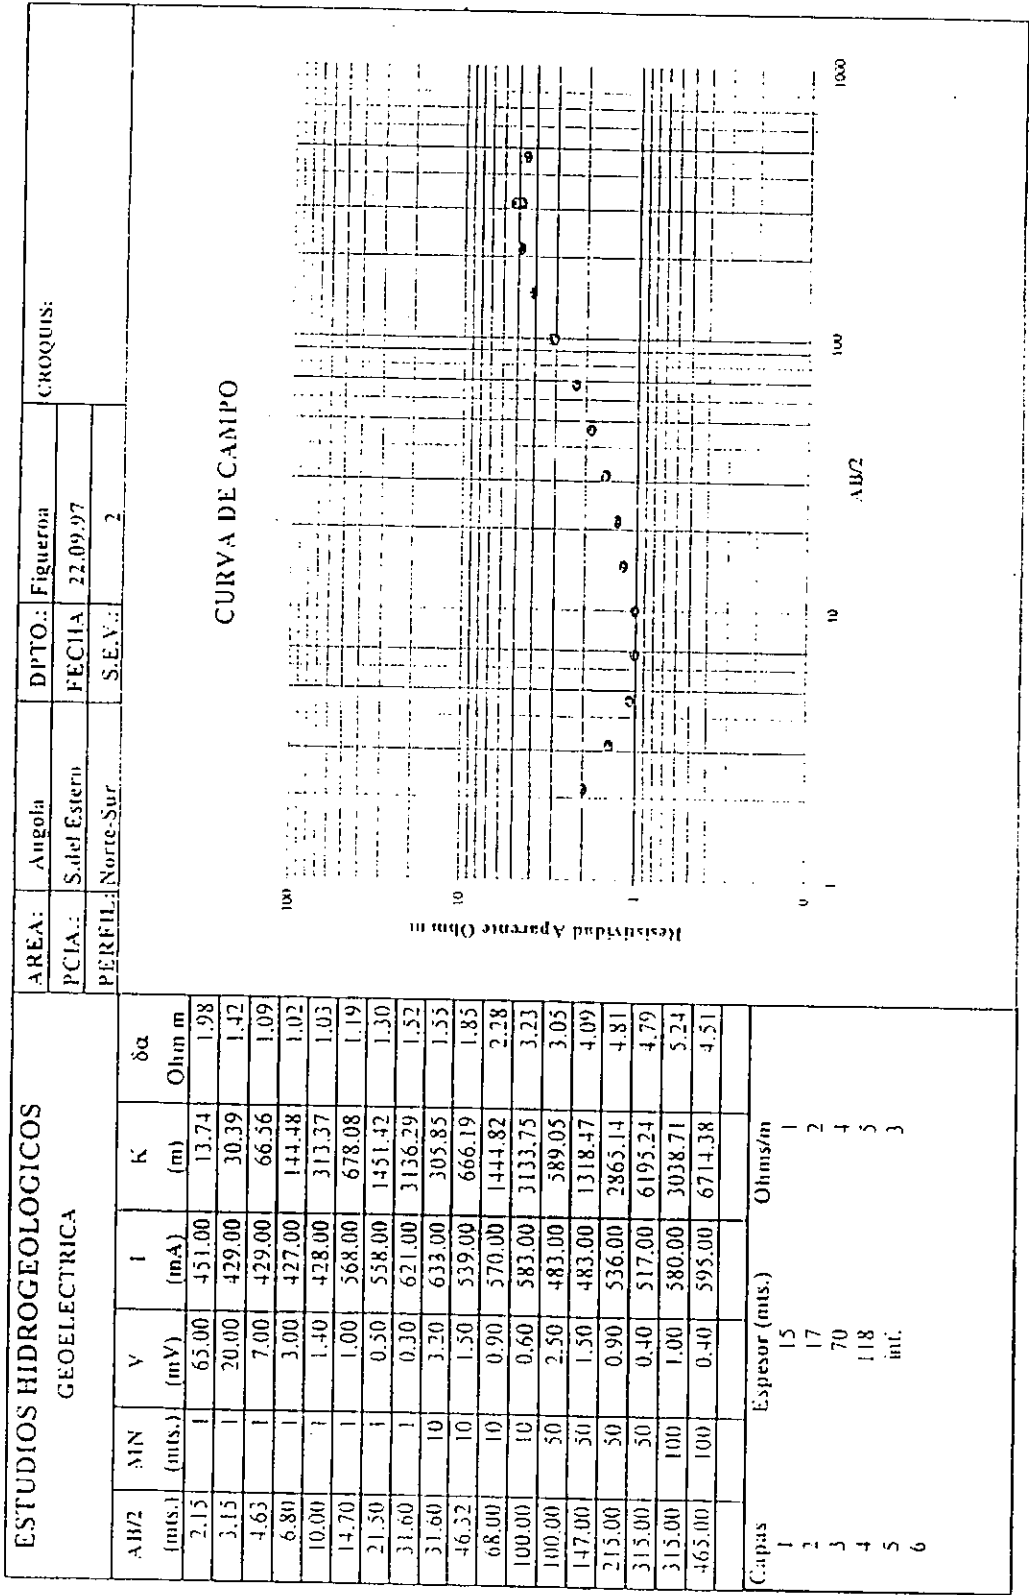 ESTUDIOS HIDROGEOLOGICOS
GEOELECTRICA
AREA: Angola DPTO.: Figueroa CROQUIS:
PCIA.: S.del Estern FECHA 22.09.97
PERFIL: Norte-Sur S.E.V.: 2
AB/2 MN V I K δα
(mts.) (mts.) (mV) (mA) (m) Ohm m
2.15 1 65.00 451.00 13.74 1.98
3.15 1 20.00 429.00 30.39 1.42
4.63 1 7.00 429.00 66.56 1.09
6.80 1 3.00 427.00 144.48 1.02
10.00 1 1.40 428.00 313.37 1.03
14.70 1 1.00 568.00 678.08 1.19
21.50 1 0.50 558.00 1451.42 1.30
31.60 1 0.30 621.00 3136.29 1.52
31.60 10 3.20 633.00 305.85 1.55
46.32 10 1.50 539.00 666.19 1.85
68.00 10 0.90 570.00 1444.82 2.28
100.00 10 0.60 583.00 3133.75 3.23
100.00 50 2.50 483.00 589.05 3.05
147.00 50 1.50 483.00 1318.47 4.09
215.00 50 0.90 536.00 2865.14 4.81
315.00 50 0.40 517.00 6195.24 4.79
315.00 100 1.00 580.00 3038.71 5.24
465.00 100 0.40 595.00 6714.38 4.51
Capas Espesor (mts.) Ohms/m
1 15 1
2 17 2
3 70 4
4 118 5
5 inf. 3
6
CURVA DE CAMPO
Resistividad Aparente Ohm m
100
10
1
0
1 10 100 1000
AB/2